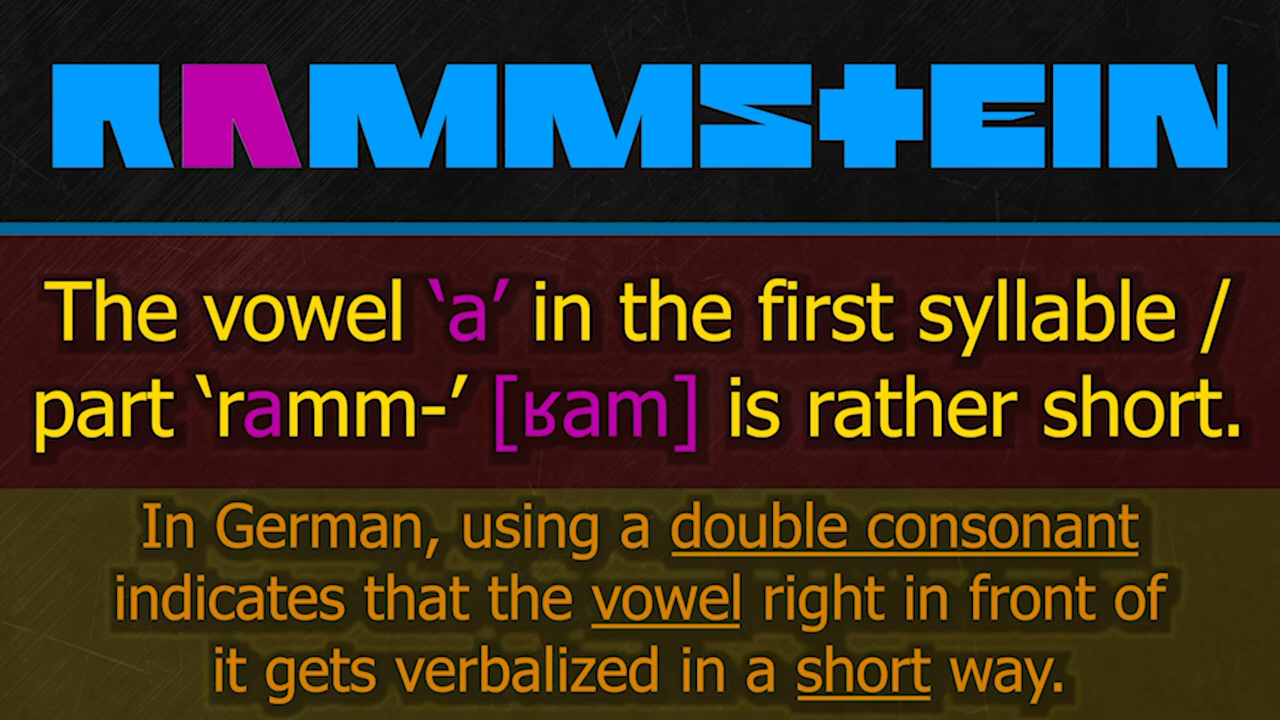 RAMMSTEIN
The vowel ‘a’ in the first syllable /
part ‘ramm-’ [ʁam] is rather short.
In German, using a double consonant
indicates that the vowel right in front of
it gets verbalized in a short way.